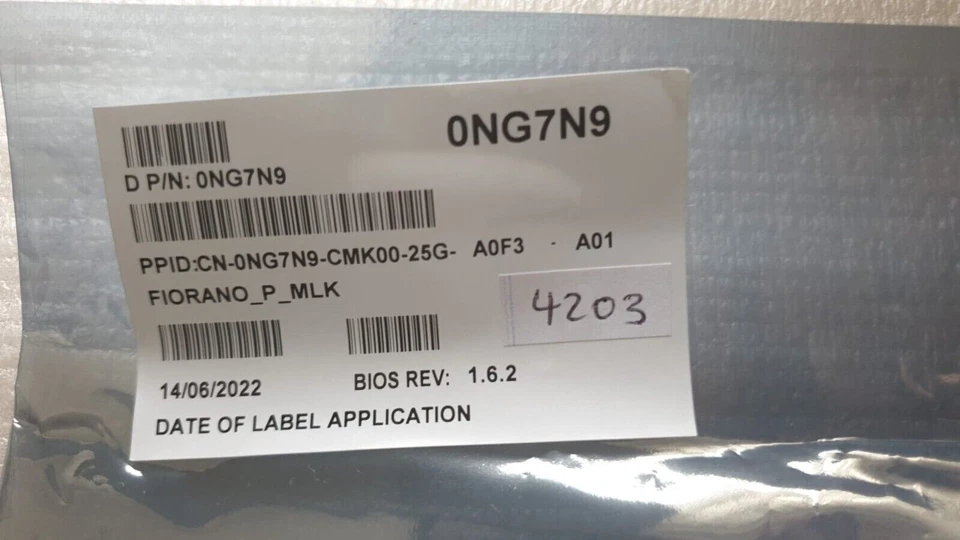 0NG7N9
D P/N: 0NG7N9
PPID:CN-0NG7N9-CMK00-25G- A0F3 - A01
FIORANO_P_MLK
4203
14/06/2022 BIOS REV: 1.6.2
DATE OF LABEL APPLICATION